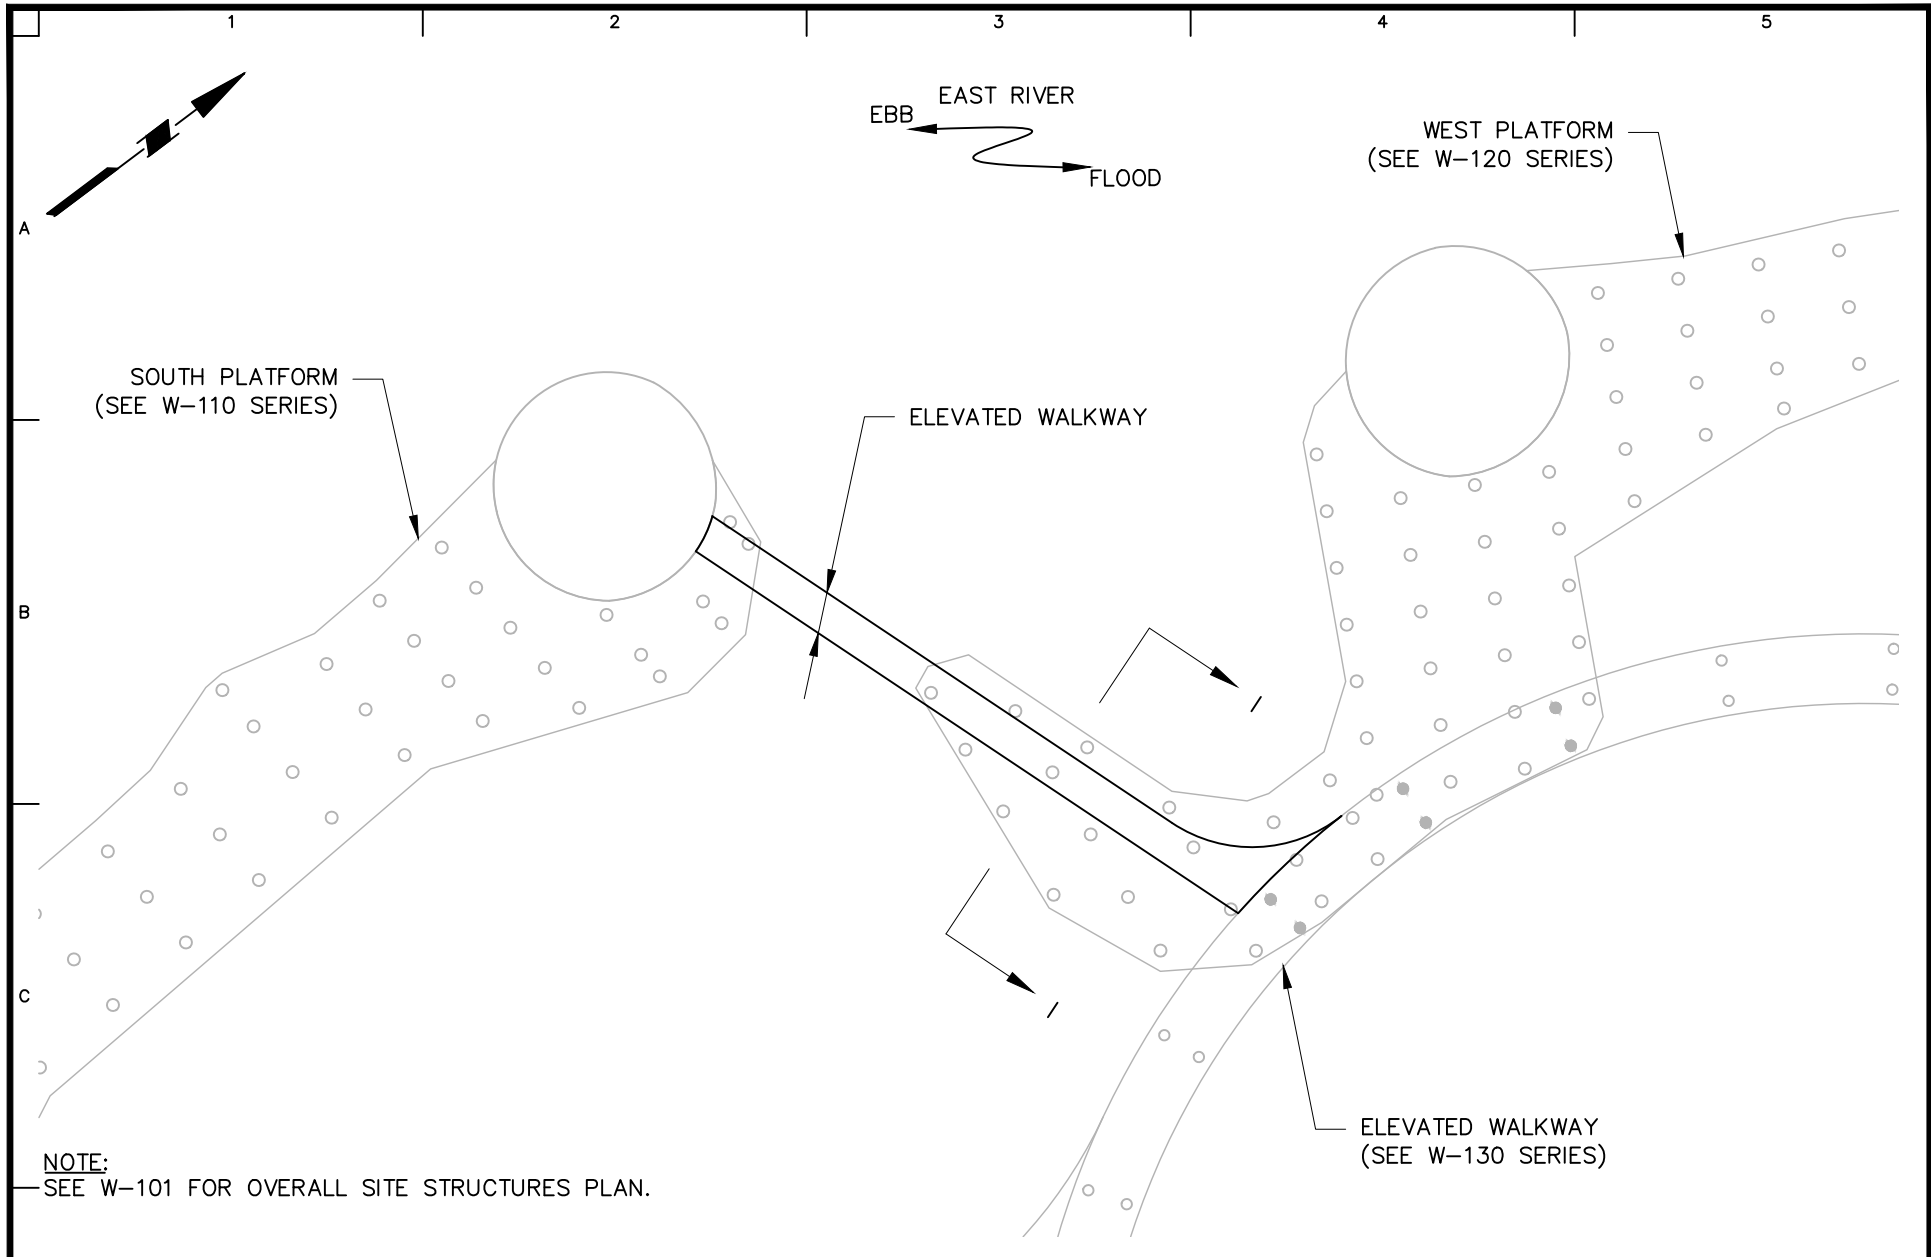 1 2 3 4 5
EAST RIVER
EBB
FLOOD
WEST PLATFORM
(SEE W-120 SERIES)
A
SOUTH PLATFORM
(SEE W-110 SERIES)
ELEVATED WALKWAY
B
C
ELEVATED WALKWAY
(SEE W-130 SERIES)
NOTE:
SEE W-101 FOR OVERALL SITE STRUCTURES PLAN.